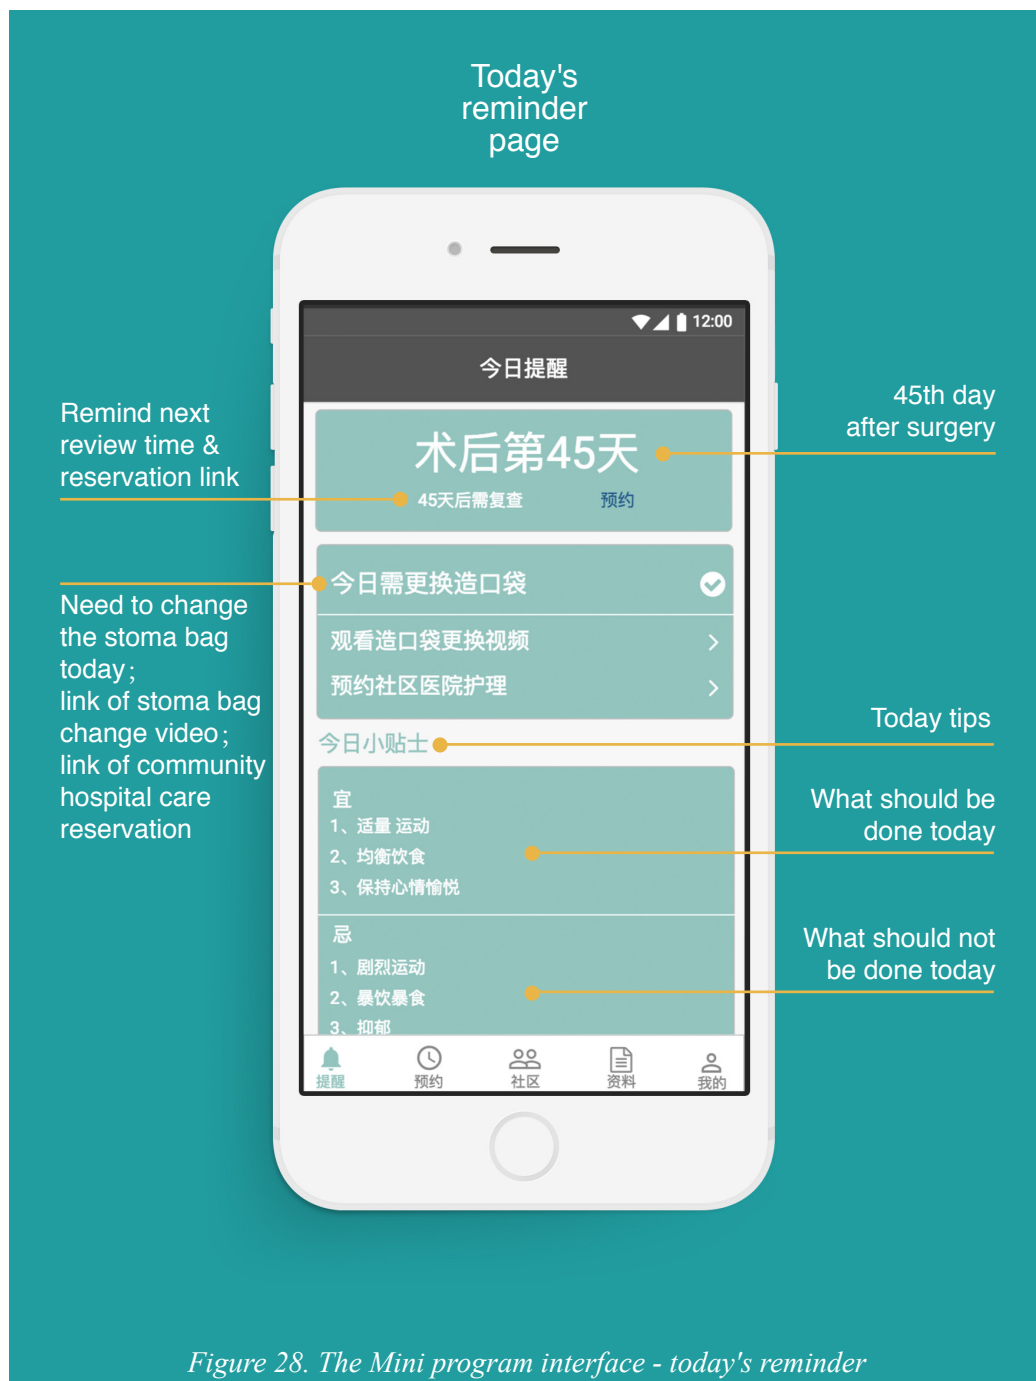 Today's
reminder
page
12:00
今日提醒
Remind next
review time &
reservation link
术后第45天
45天后需复查 预约
45th day
after surgery
今日需更换造口袋
观看造口袋更换视频
预约社区医院护理
Need to change
the stoma bag
today;
link of stoma bag
change video;
link of community
hospital care
reservation
今日小贴士
Today tips
宜
1、适量 运动
2、均衡饮食
3、保持心情愉悦
What should be
done today
忌
1、剧烈运动
2、暴饮暴食
3、抑郁
What should not
be done today
提醒 预约 社区 资料 我的
Figure 28. The Mini program interface - today's reminder